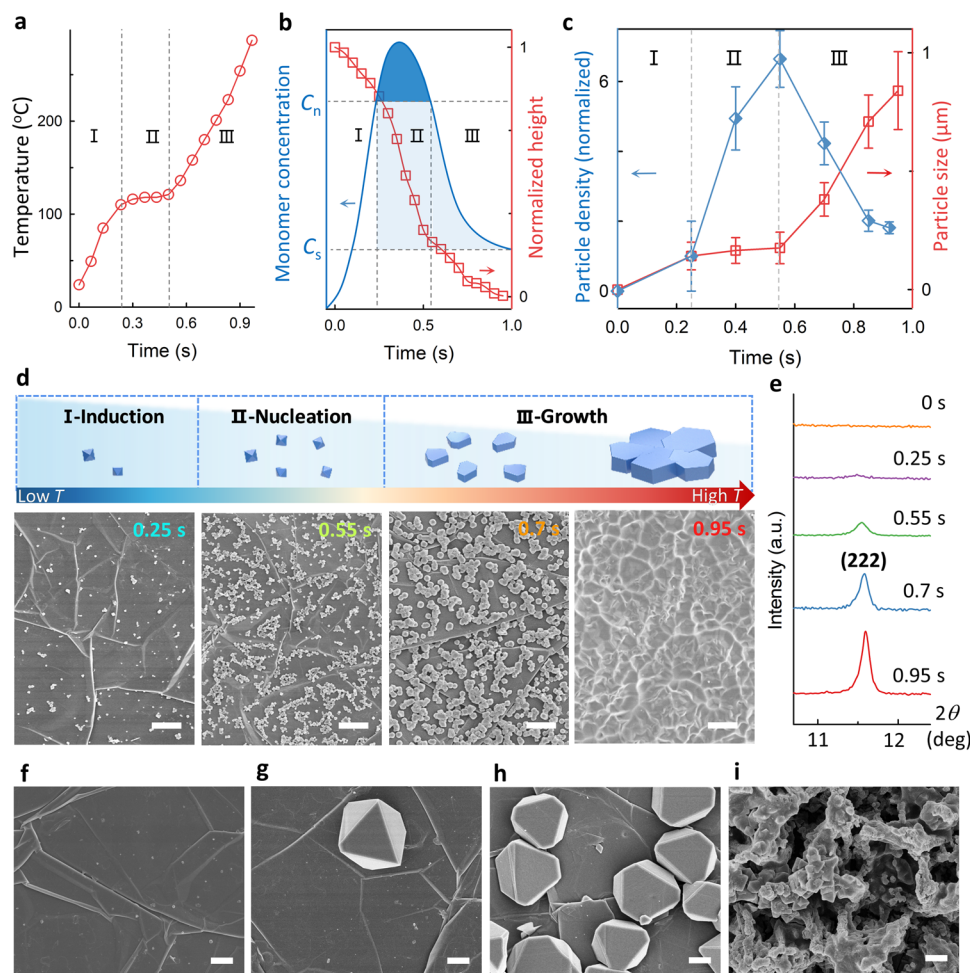 a
Temperature (°C)
200
100
0
I
II
III
0.0
0.3
0.6
0.9
Time (s)
b
Monomer concentration
Cn
Cs
I
II
III
1
0
Normalized height
0.0
0.5
1.0
Time (s)
c
Particle density (normalized)
6
0
I
II
III
1
0
Particle size (μm)
0.0
0.2
0.4
0.6
0.8
1.0
Time (s)
d
I-Induction
II-Nucleation
III-Growth
Low T
High T
0.25 s
0.55 s
0.7 s
0.95 s
e
Intensity (a.u.)
0 s
0.25 s
0.55 s
(222)
0.7 s
0.95 s
2θ
11
12
(deg)
f
g
h
i